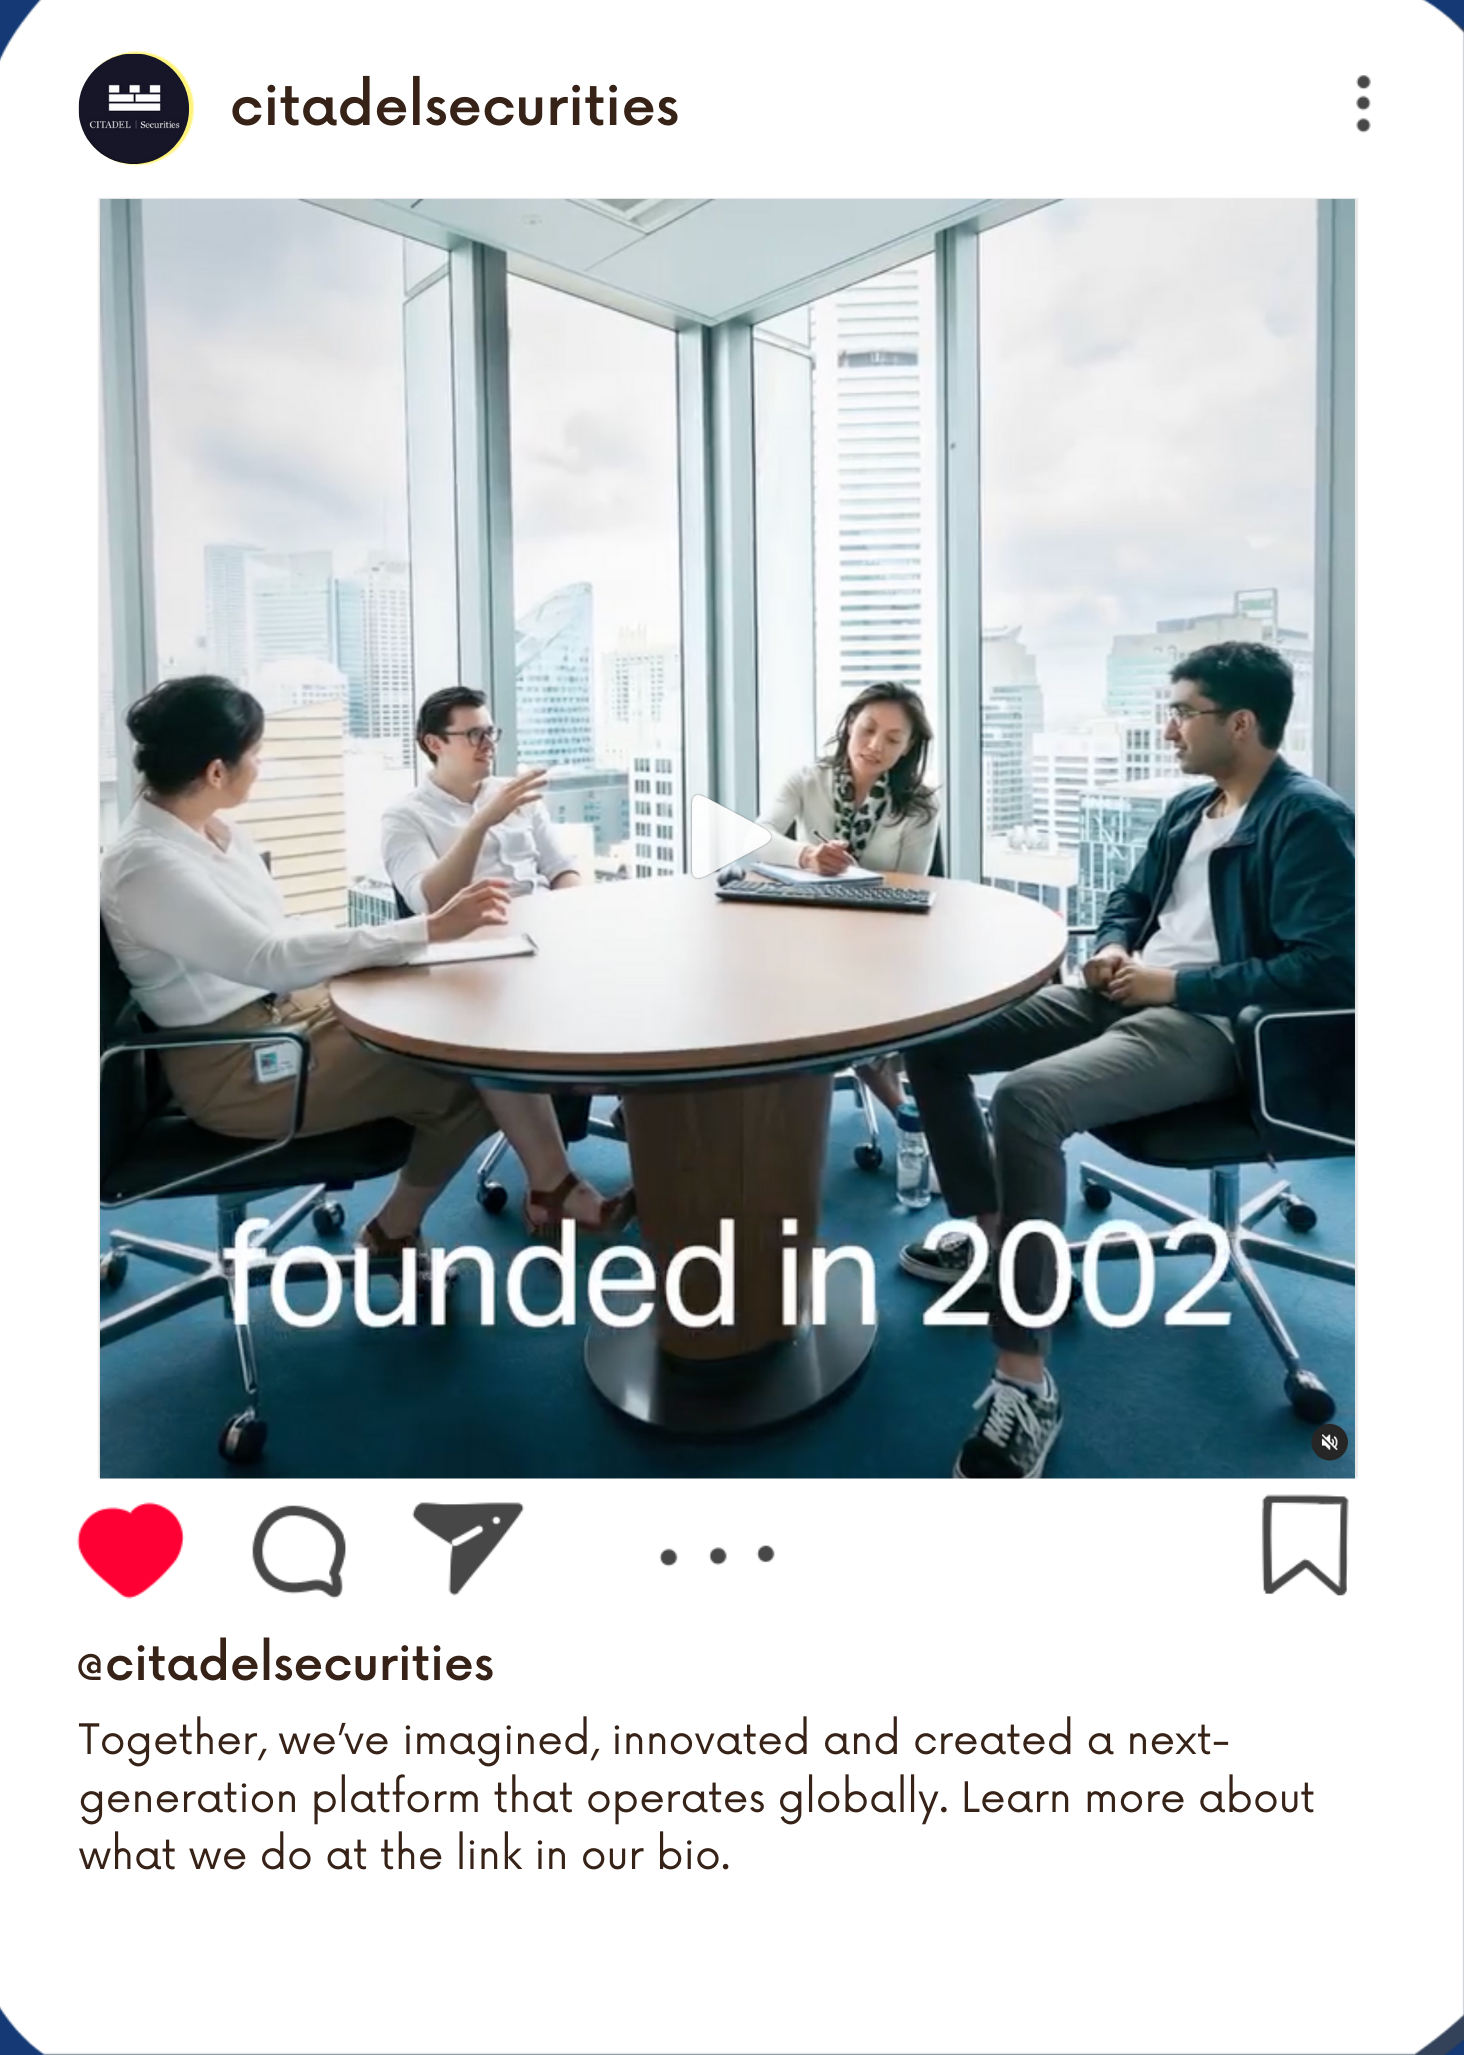 CITADEL | Securities
citadelsecurities
founded in 2002
@citadelsecurities
Together, we've imagined, innovated and created a next-
generation platform that operates globally. Learn more about
what we do at the link in our bio.